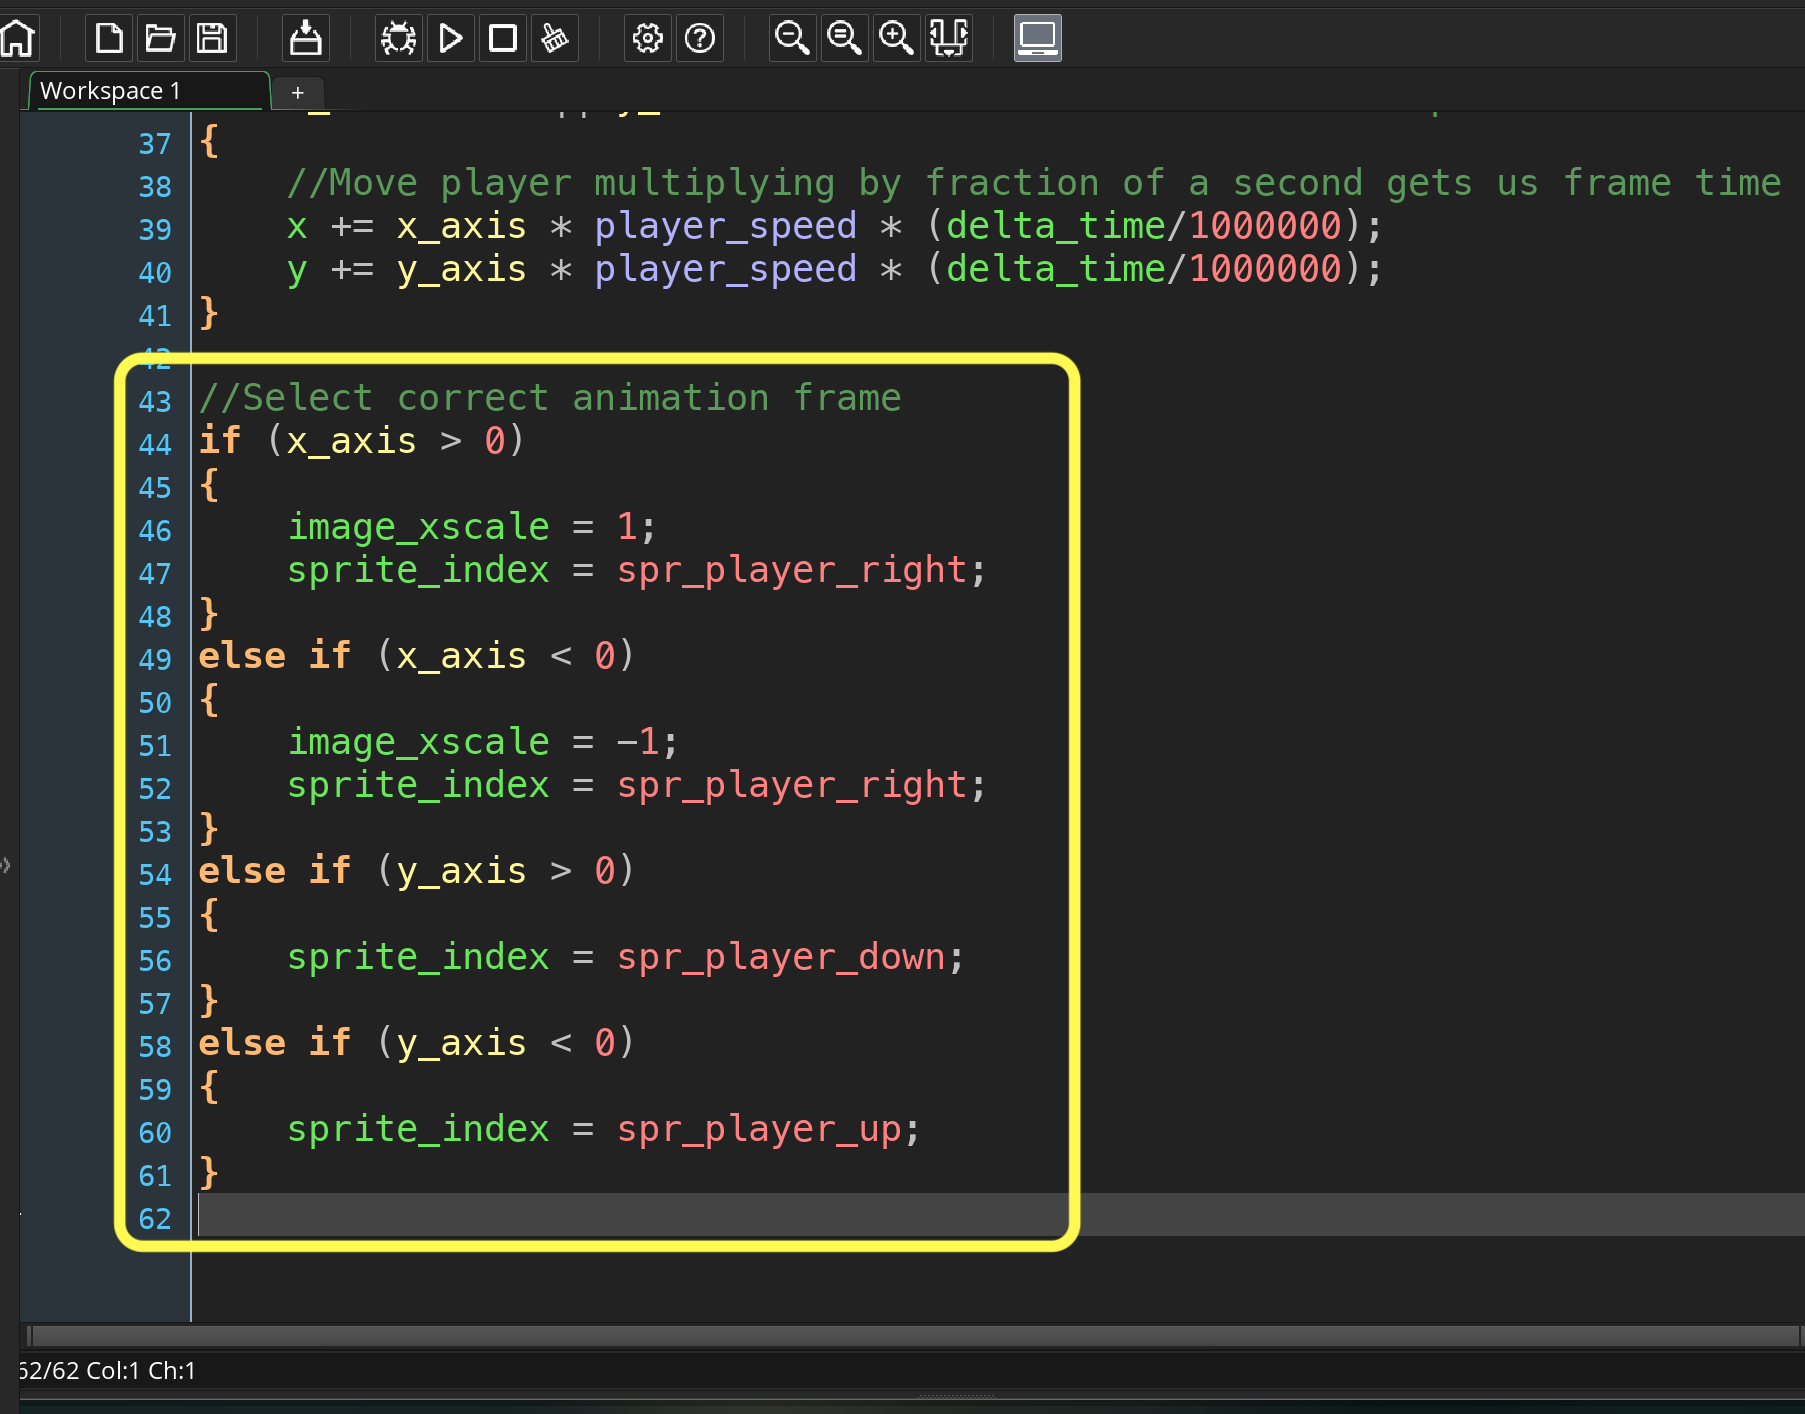 Workspace 1
+
37 {
38 //Move player multiplying by fraction of a second gets us frame time
39 x += x_axis * player_speed * (delta_time/1000000);
40 y += y_axis * player_speed * (delta_time/1000000);
41 }
42
43 //Select correct animation frame
44 if (x_axis > 0)
45 {
46 image_xscale = 1;
47 sprite_index = spr_player_right;
48 }
49 else if (x_axis < 0)
50 {
51 image_xscale = -1;
52 sprite_index = spr_player_right;
53 }
54 else if (y_axis > 0)
55 {
56 sprite_index = spr_player_down;
57 }
58 else if (y_axis < 0)
59 {
60 sprite_index = spr_player_up;
61 }
62
62/62 Col:1 Ch:1